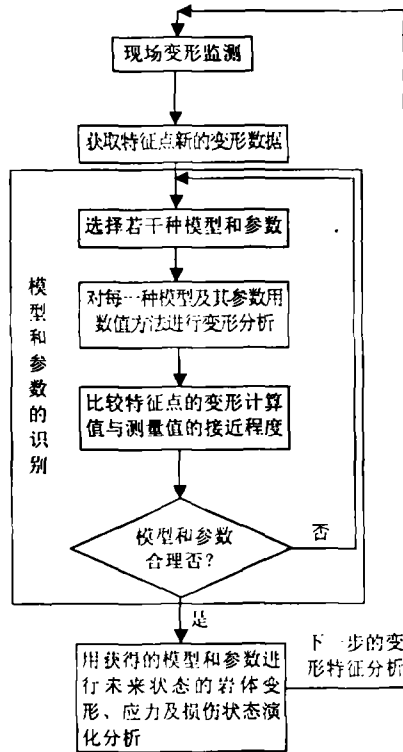 现场变形监测
获取特征点新的变形数据
选择若干种模型和参数
对每一种模型及其参数用
数值方法进行变形分析
比较特征点的变形计算
值与测量值的接近程度
模型和参数的识别
模型和参数
合理否?
否
是
用获得的模型和参数进
行未来状态的岩体变
形、应力及损伤状态演
化分析
下一步的变
形特征分析